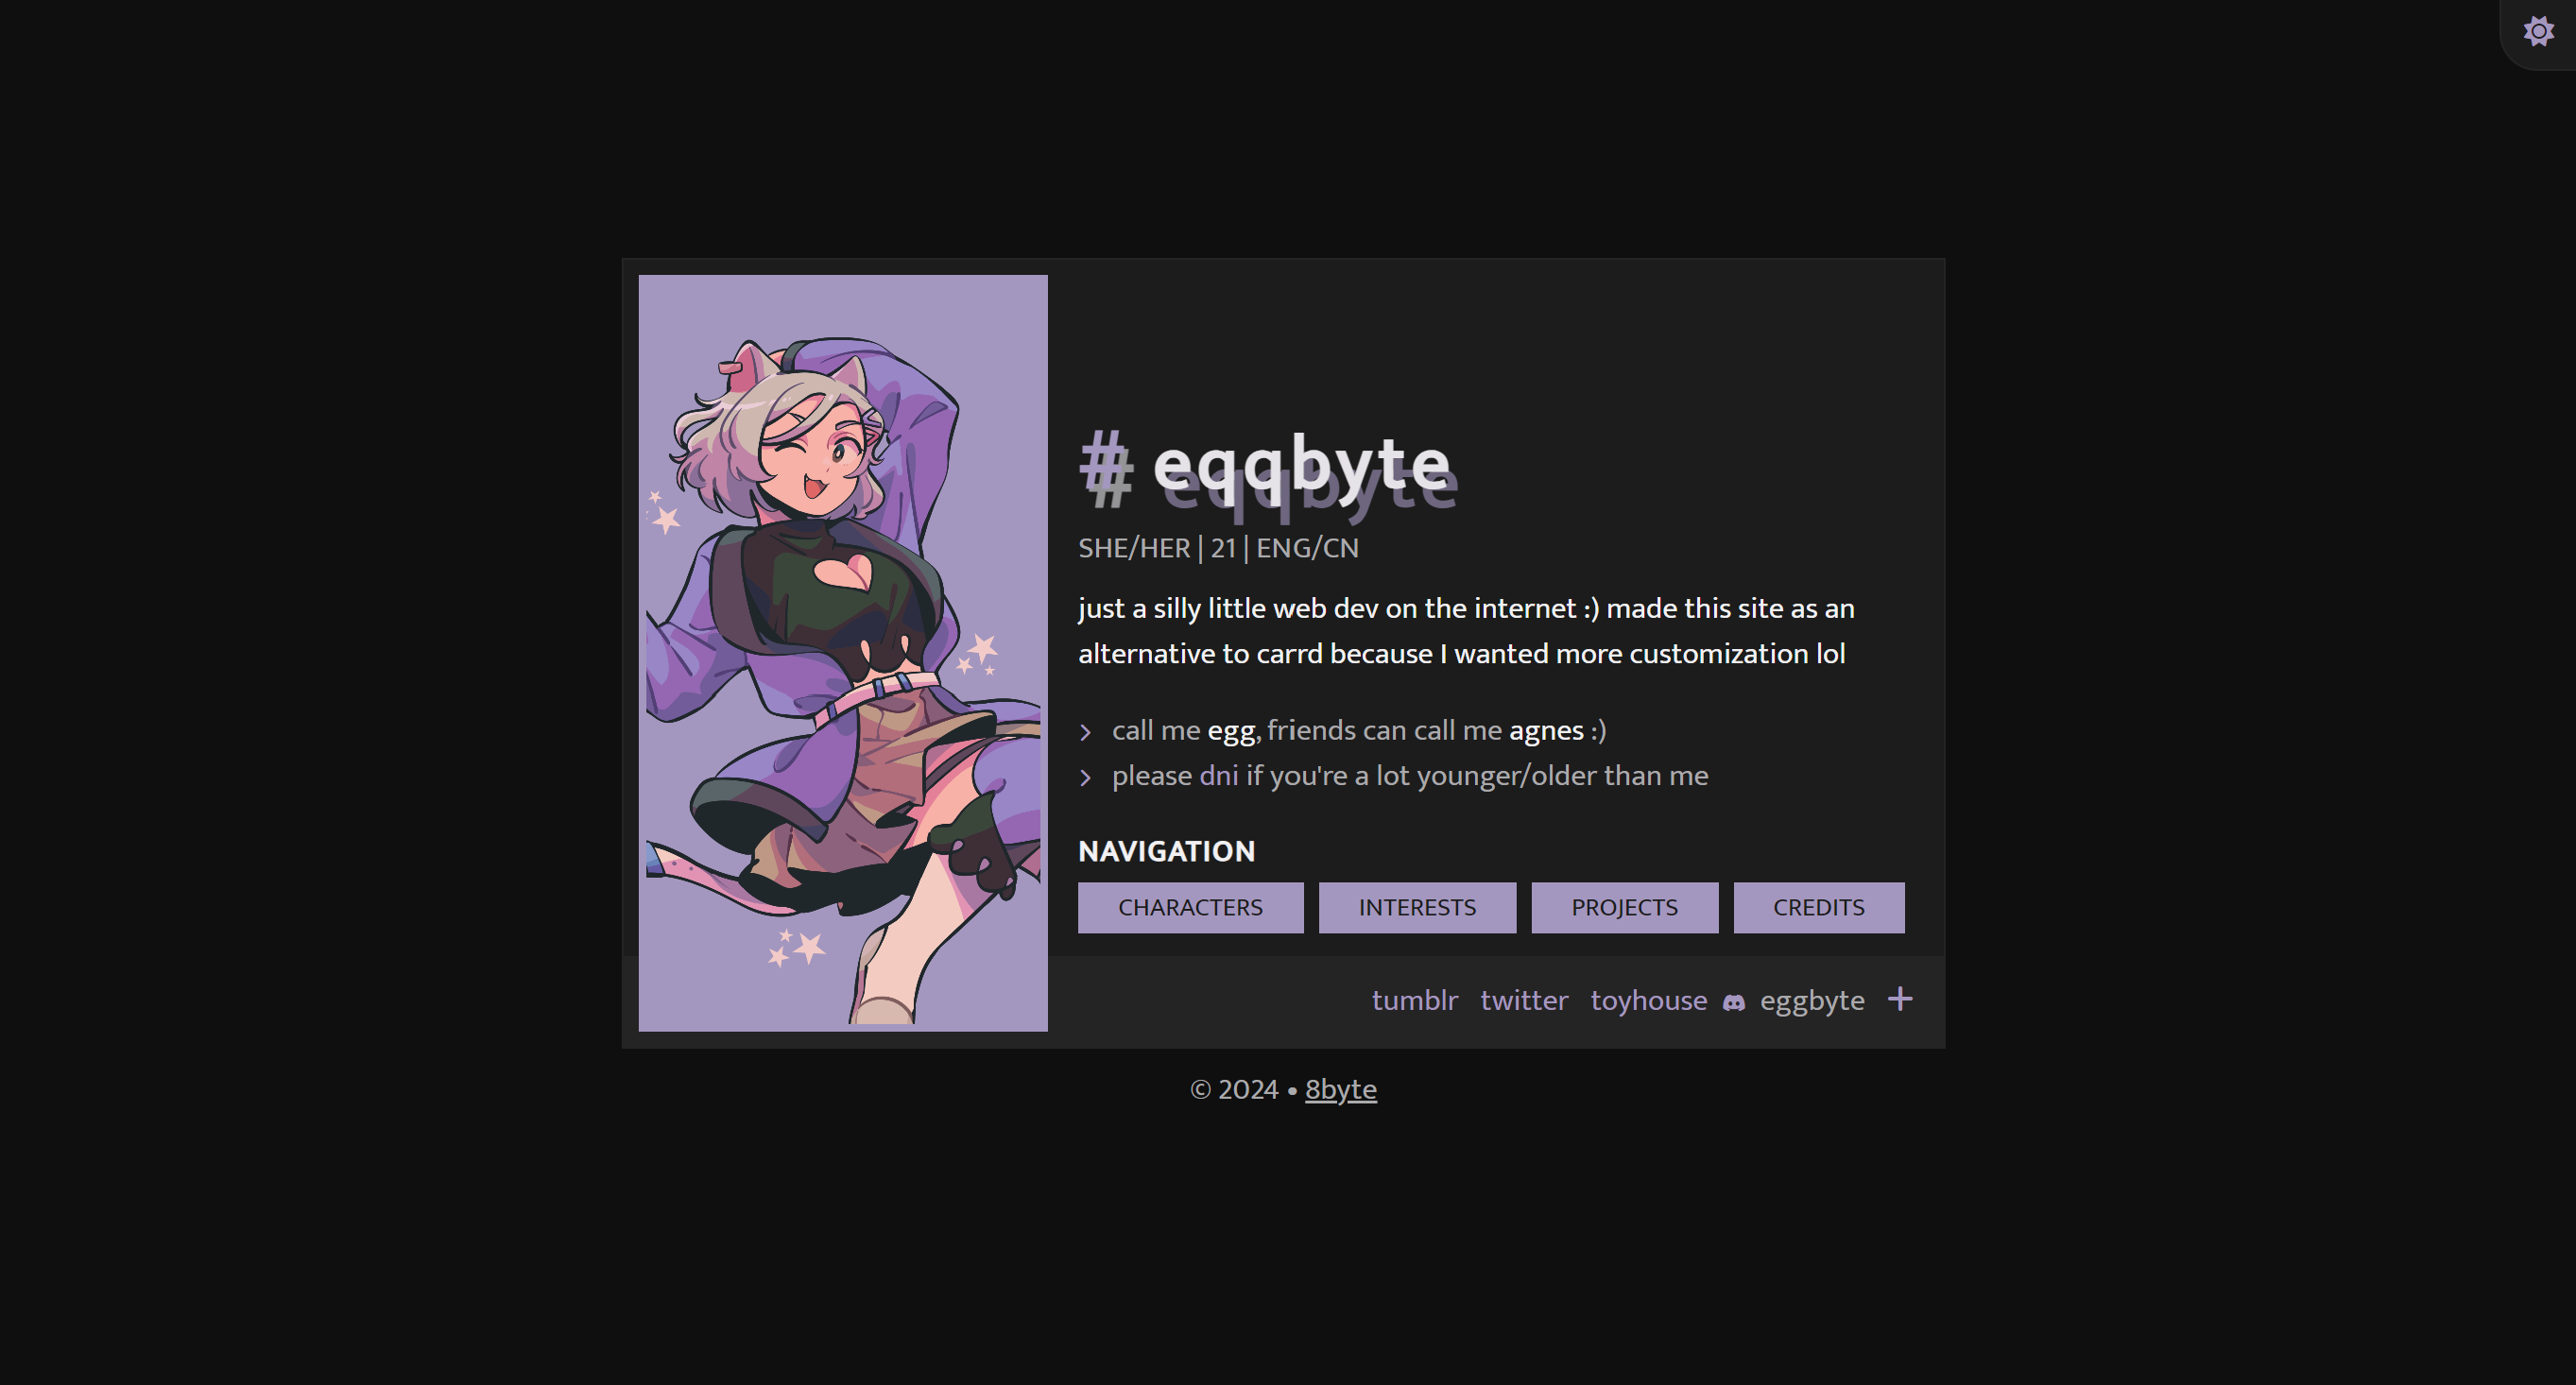 # eqqbyte
SHE/HER | 21 | ENG/CN
just a silly little web dev on the internet :) made this site as an
alternative to carrd because I wanted more customization lol
call me egg, friends can call me agnes :)
please dni if you're a lot younger/older than me
NAVIGATION
CHARACTERS INTERESTS PROJECTS CREDITS
tumblr twitter toyhouse eggbyte +
© 2024 • 8byte